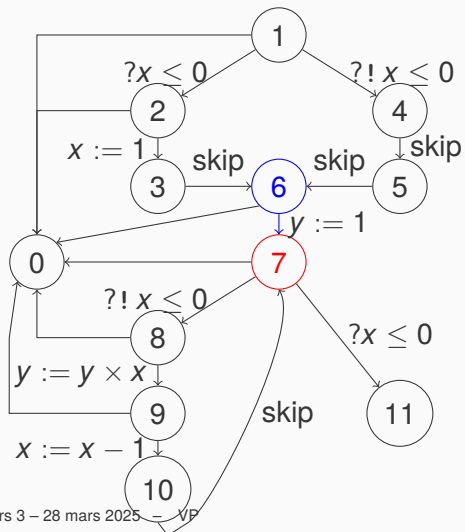 1
?x ≤ 0
?! x ≤ 0
2
4
x := 1
skip
skip
skip
3
6
5
y := 1
0
7
?! x ≤ 0
8
?x ≤ 0
y := y × x
9
skip
11
x := x − 1
10
rs 3 – 28 mars 2025 – VP